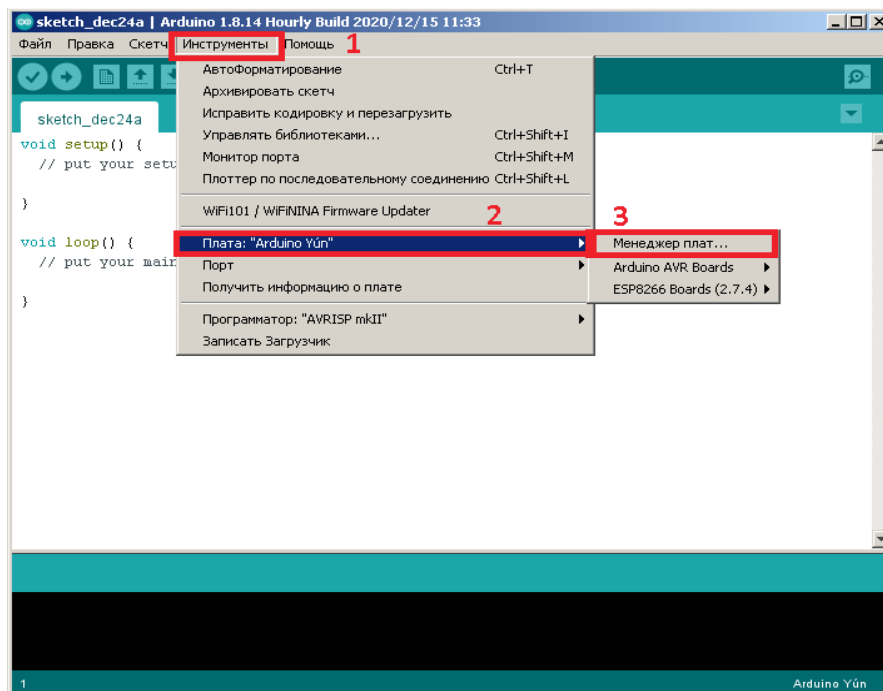 sketch_dec24a | Arduino 1.8.14 Hourly Build 2020/12/15 11:33
Файл Правка Скетч Инструменты Помощь 1
АвтоФорматирование Ctrl+T
Архивировать скетч
Исправить кодировку и перезагрузить
Управлять библиотеками... Ctrl+Shift+I
Монитор порта Ctrl+Shift+M
Плоттер по последовательному соединению Ctrl+Shift+L
WiFi101 / WiFiNINA Firmware Updater 2
Плата: "Arduino Yún"
Порт
Получить информацию о плате
Программатор: "AVRISP mkII"
Записать Загрузчик
3
Менеджер плат...
Arduino AVR Boards
ESP8266 Boards (2.7.4)
sketch_dec24a
void setup() {
// put your setu
}
void loop() {
// put your main
}
1 Arduino Yún